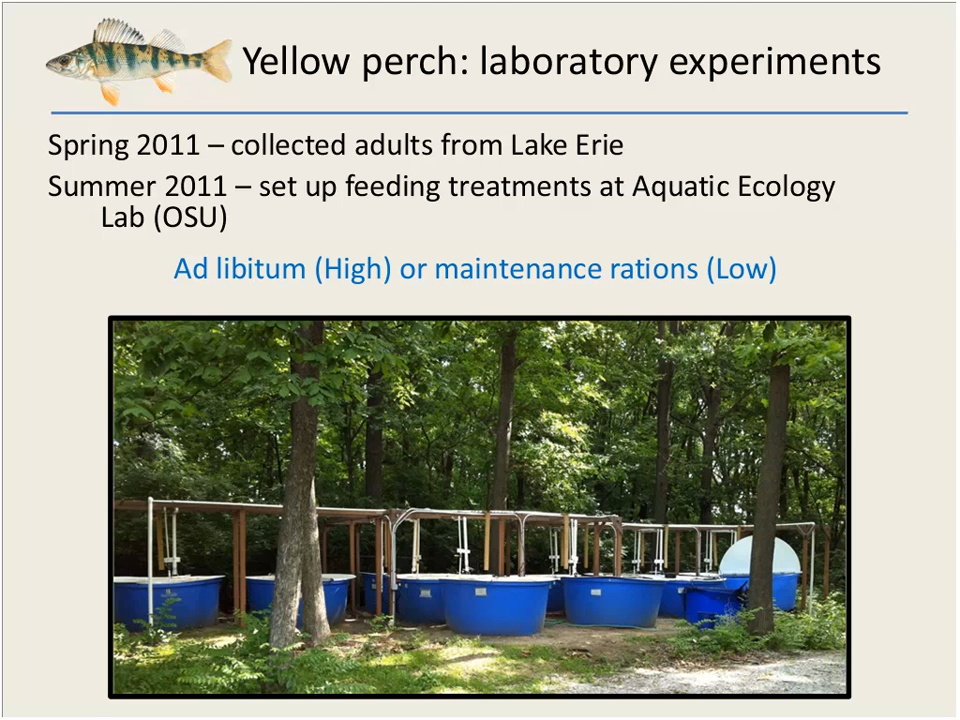 Yellow perch: laboratory experiments
Spring 2011 – collected adults from Lake Erie
Summer 2011 – set up feeding treatments at Aquatic Ecology
Lab (OSU)
Ad libitum (High) or maintenance rations (Low)